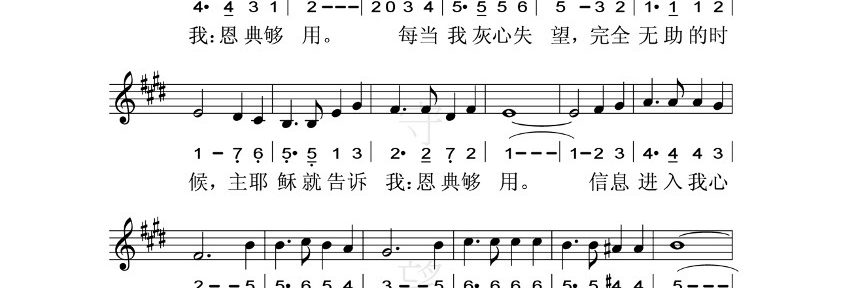 4· 4 3 1 | 2 - - - | 2 0 3 4 | 5· 5 5 6 | 5 - 3 2 | 1· 1 1 2
我:恩典够 用。 每当 我灰心失 望,完全 无助的时
1 - 7 6 | 5· 5 1 3 | 2· 2 7 2 | 1 - - - | 1 - 2 3 | 4· 4 4 3
候,主耶 稣就告诉 我:恩典够 用。 信息 进入我心
2 - - 5 | 5· 6 5 4 | 3 - - 5 | 6· 6 6 6 | 5· 5 #4 4 | 5 - - -